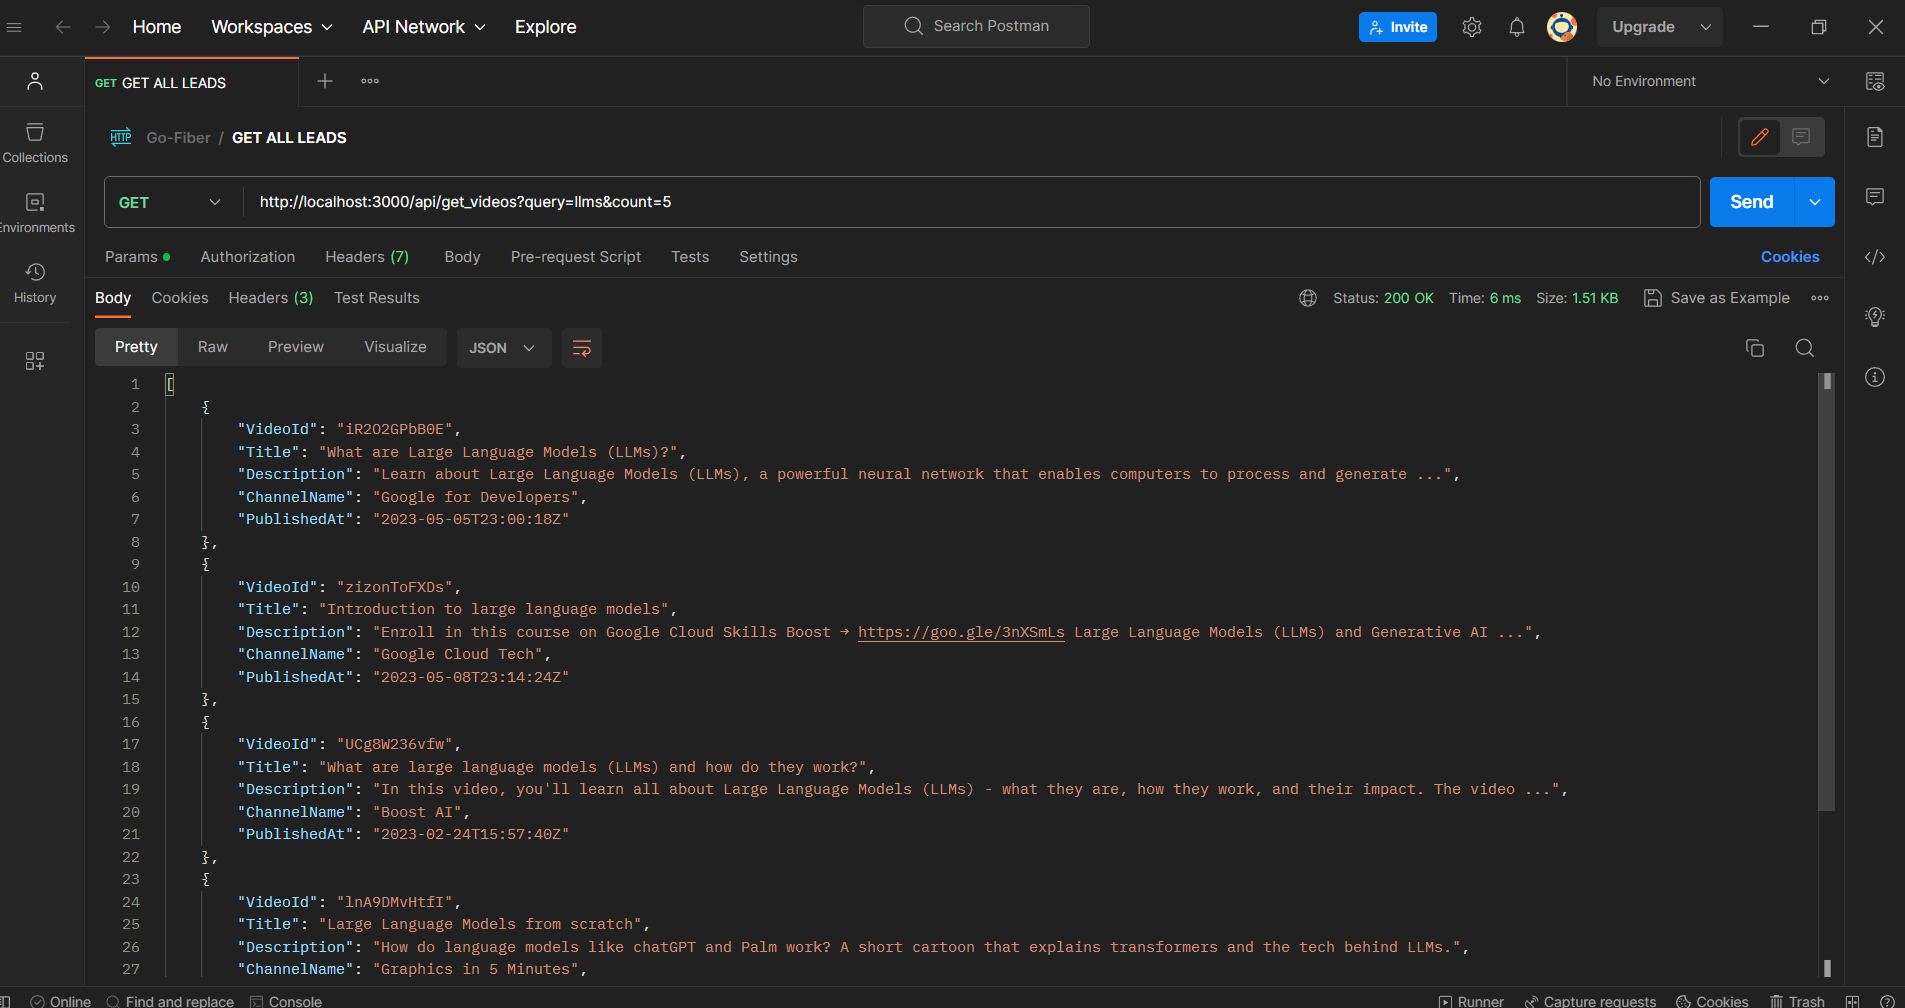 Home Workspaces API Network Explore Search Postman Invite Upgrade
GET GET ALL LEADS No Environment
Go-Fiber / GET ALL LEADS
HTTP
Collections
GET http://localhost:3000/api/get_videos?query=llms&count=5 Send
nvironments
Params Authorization Headers (7) Body Pre-request Script Tests Settings Cookies
History
Body Cookies Headers (3) Test Results Status: 200 OK Time: 6 ms Size: 1.51 KB Save as Example
Pretty Raw Preview Visualize JSON
1 [
2 {
3 "VideoId": "iR2O2GPbB0E",
4 "Title": "What are Large Language Models (LLMs)?",
5 "Description": "Learn about Large Language Models (LLMs), a powerful neural network that enables computers to process and generate ...",
6 "ChannelName": "Google for Developers",
7 "PublishedAt": "2023-05-05T23:00:18Z"
8 },
9 {
10 "VideoId": "zizonToFXDs",
11 "Title": "Introduction to large language models",
12 "Description": "Enroll in this course on Google Cloud Skills Boost → https://goo.gle/3nXSmLs Large Language Models (LLMs) and Generative AI ...",
13 "ChannelName": "Google Cloud Tech",
14 "PublishedAt": "2023-05-08T23:14:24Z"
15 },
16 {
17 "VideoId": "UCg8W236vfw",
18 "Title": "What are large language models (LLMs) and how do they work?",
19 "Description": "In this video, you'll learn all about Large Language Models (LLMs) - what they are, how they work, and their impact. The video ...",
20 "ChannelName": "Boost AI",
21 "PublishedAt": "2023-02-24T15:57:40Z"
22 },
23 {
24 "VideoId": "lnA9DMvHtfI",
25 "Title": "Large Language Models from scratch",
26 "Description": "How do language models like chatGPT and Palm work? A short cartoon that explains transformers and the tech behind LLMs.",
27 "ChannelName": "Graphics in 5 Minutes",
Online Find and replace Console Runner Capture requests Cookies Trash